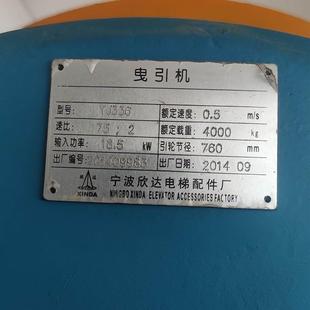 曳引机
型号: YJ336 额定速度: 0.5 m/s
速比: 75 : 2 额定载重: 4000 kg
输入功率: 18.5 kW 引轮节径: 760 mm
出厂编号 出厂日期: 2014 09
XINDA 宁波欣达电梯配件厂
NINGBO XINDA ELEVATOR ACCESSORIES FACTORY